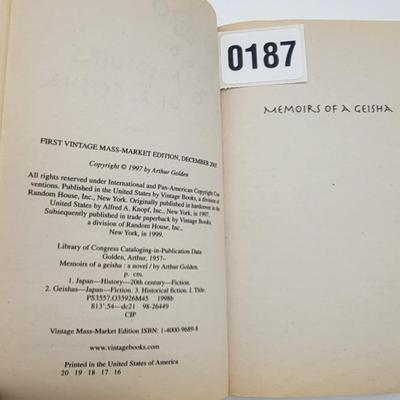 0187
FIRST VINTAGE MASS-MARKET EDITION, DECEMBER 2005
Copyright © 1997 by Arthur Golden
All rights reserved under International and Pan-American Copyright Con-
ventions. Published in the United States by Vintage Books, a division of
Random House, Inc., New York. Originally published in hardcover in the
United States by Alfred A. Knopf, Inc., New York, in 1997.
Subsequently published in trade paperback by Vintage Books,
a division of Random House, Inc.,
New York, in 1999.
Library of Congress Cataloging-in-Publication Data
Golden, Arthur, 1957–
Memoirs of a geisha : a novel / by Arthur Golden.
p. cm.
1. Japan—History—20th century—Fiction.
2. Geishas—Japan—Fiction. 3. Historical fiction. I. Title.
PS3557.O35926M45 1998b
813'.54—dc21 98-26449
CIP
Vintage Mass-Market Edition ISBN: 1-4000-9689-8
www.vintagebooks.com
Printed in the United States of America
20 19 18 17 16
MEMOIRS OF A GEISHA